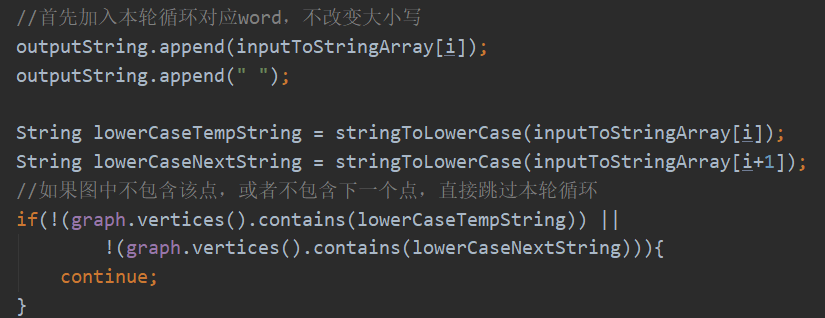 //首先加入本轮循环对应word，不改变大小写
outputString.append(inputToStringArray[i]);
outputString.append(" ");
String lowerCaseTempString = stringToLowerCase(inputToStringArray[i]);
String lowerCaseNextString = stringToLowerCase(inputToStringArray[i+1]);
//如果图中不包含该点，或者不包含下一个点，直接跳过本轮循环
if(!(graph.vertices().contains(lowerCaseTempString)) ||
!(graph.vertices().contains(lowerCaseNextString))){
continue;
}